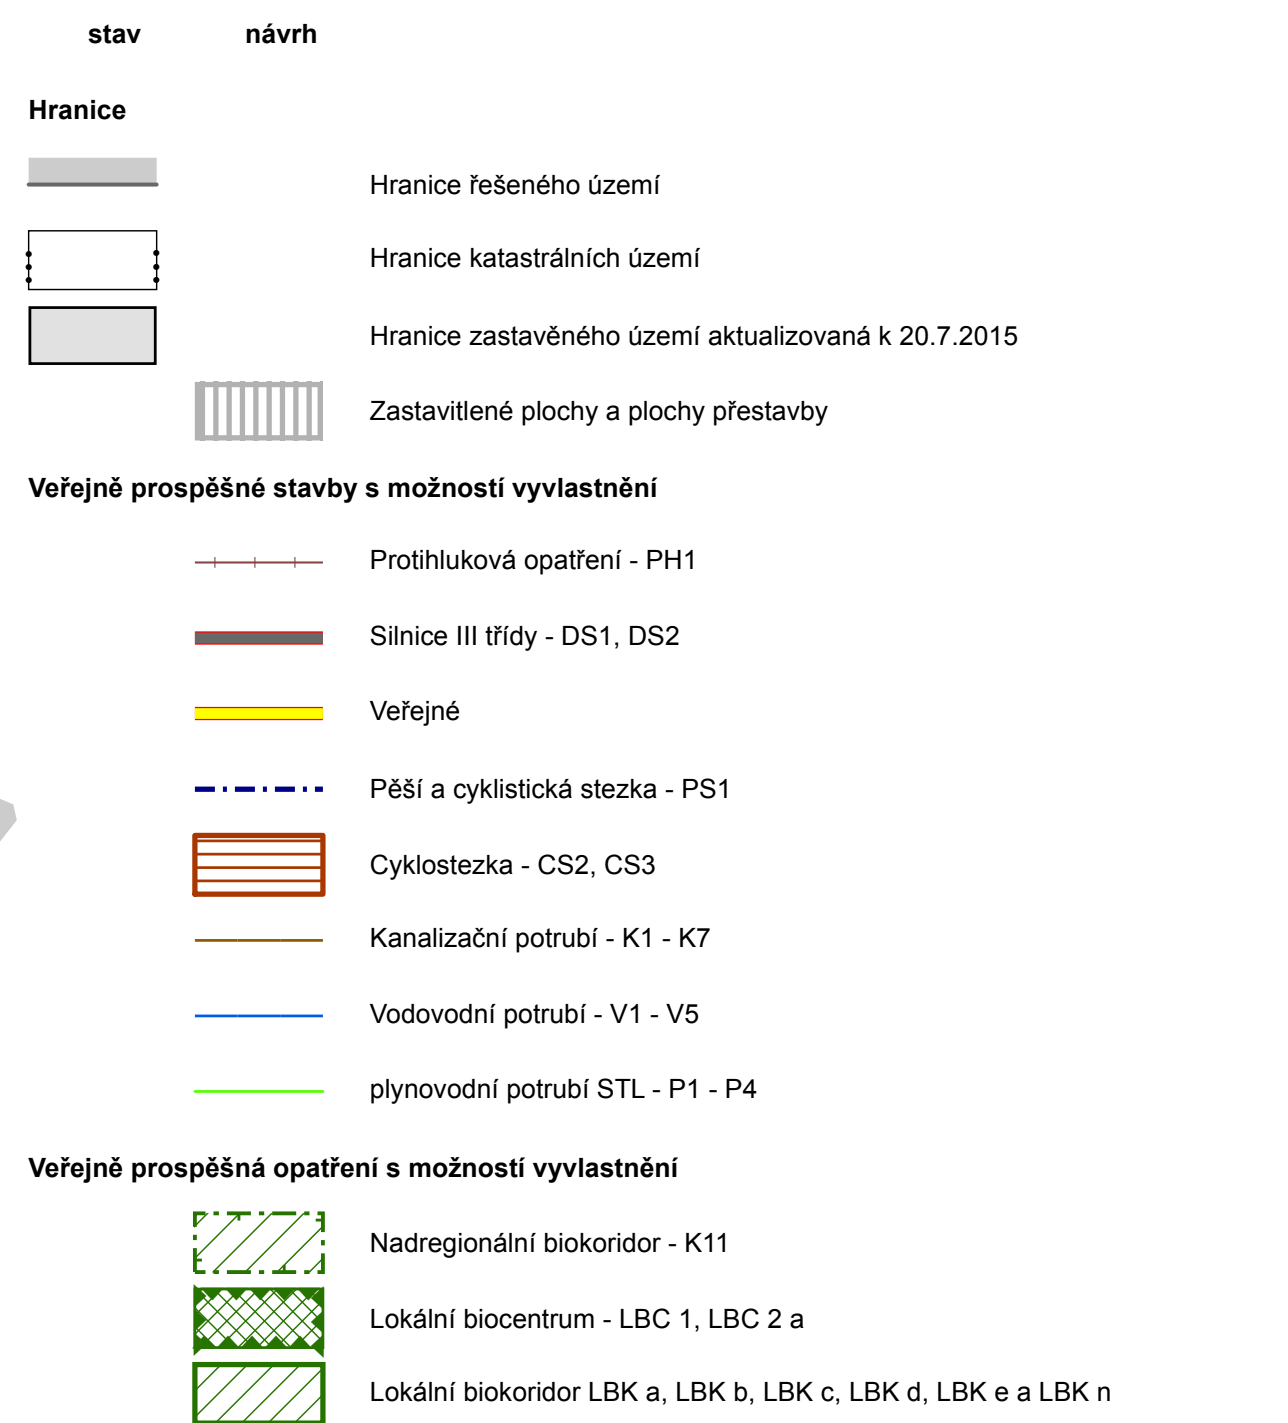 stav návrh
Hranice
Hranice řešeného území
Hranice katastrálních území
Hranice zastavěného území aktualizovaná k 20.7.2015
Zastavitlené plochy a plochy přestavby
Veřejně prospěšné stavby s možností vyvlastnění
Protihluková opatření - PH1
Silnice III třídy - DS1, DS2
Veřejné
Pěší a cyklistická stezka - PS1
Cyklostezka - CS2, CS3
Kanalizační potrubí - K1 - K7
Vodovodní potrubí - V1 - V5
plynovodní potrubí STL - P1 - P4
Veřejně prospěšná opatření s možností vyvlastnění
Nadregionální biokoridor - K11
Lokální biocentrum - LBC 1, LBC 2 a
Lokální biokoridor LBK a, LBK b, LBK c, LBK d, LBK e a LBK n